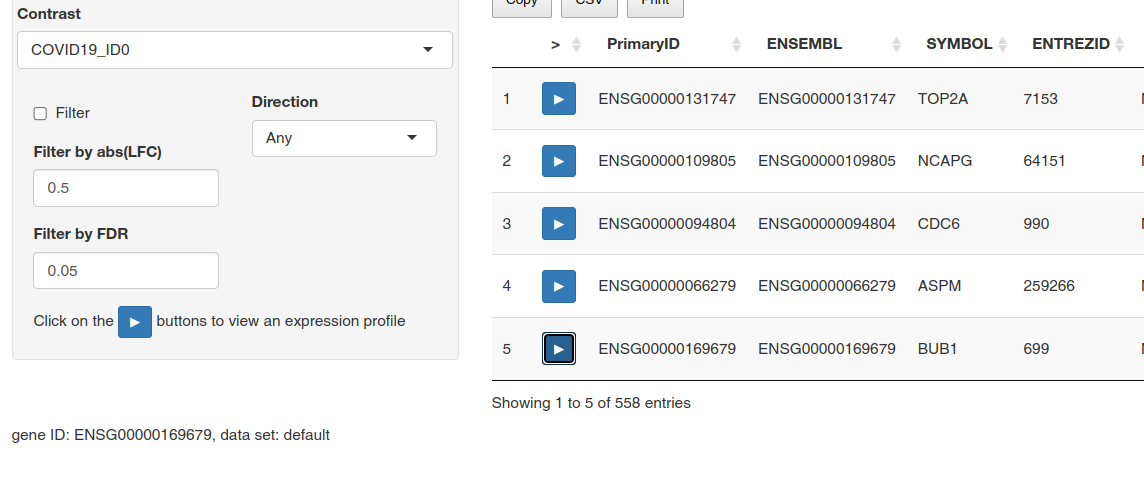 Contrast
COVID19_ID0
Filter
Direction
Any
Filter by abs(LFC)
0.5
Filter by FDR
0.05
Click on the buttons to view an expression profile
gene ID: ENSG00000169679, data set: default
Copy CSV Print
> PrimaryID ENSEMBL SYMBOL ENTREZID
1 ENSG00000131747 ENSG00000131747 TOP2A 7153
2 ENSG00000109805 ENSG00000109805 NCAPG 64151
3 ENSG00000094804 ENSG00000094804 CDC6 990
4 ENSG00000066279 ENSG00000066279 ASPM 259266
5 ENSG00000169679 ENSG00000169679 BUB1 699
Showing 1 to 5 of 558 entries